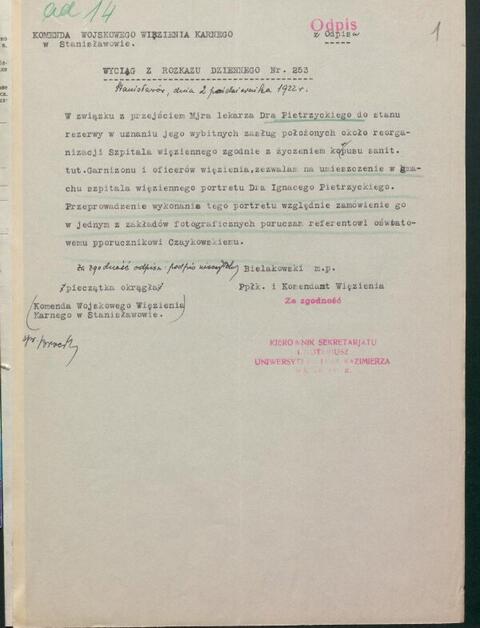 ad 14
Odpis
1
KOMENDA WOJSKOWEGO WIĘZIENIA KARNEGO
w Stanisławowie.
z Odpisu
WYCIĄG Z ROZKAZU DZIENNEGO Nr. 253
Stanisławów, dnia 2 października 1922 r.
W związku z przejściem Mjra lekarza Dra Pietrzyckiego do stanu
rezerwy w uznaniu jego wybitnych zasług położonych około reorga-
nizacji Szpitala więziennego zgodnie z życzeniem korpusu sanit.
tut.Garnizonu i oficerów więzienia, zezwalam na umieszczenie w gma-
chu szpitala więziennego portretu Dra Ignacego Pietrzyckiego.
Przeprowadzenie wykonania tego portretu względnie zamówienie go
w jednym z zakładów fotograficznych poruczam referentowi oświato-
wemu pporucznikowi Czaykowskiemu.
Za zgodność odpisu: podpis nieczytelny
Bielakowski m.p.
/pieczątka okrągła/
Ppłk. i Komendant Więzienia
(Komenda Wojskowego Więzienia
Karnego w Stanisławowie.)
Za zgodność
KIEROWNIK SEKRETARJATU
UNIWERSYTETU KAZIMIERZA